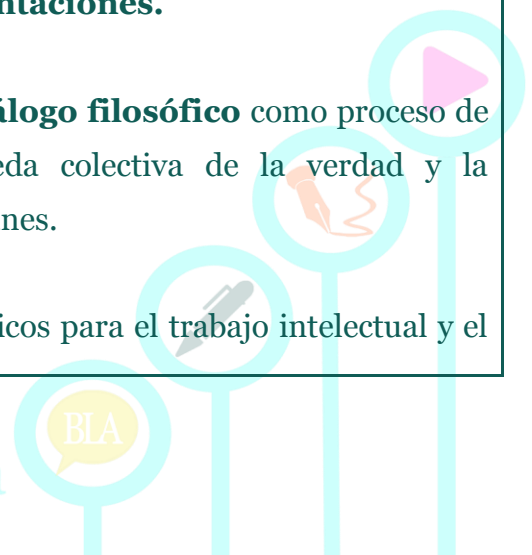 ntaciones.
álogo filosófico como proceso de
eda colectiva de la verdad y la
nes.
icos para el trabajo intelectual y el
BLA